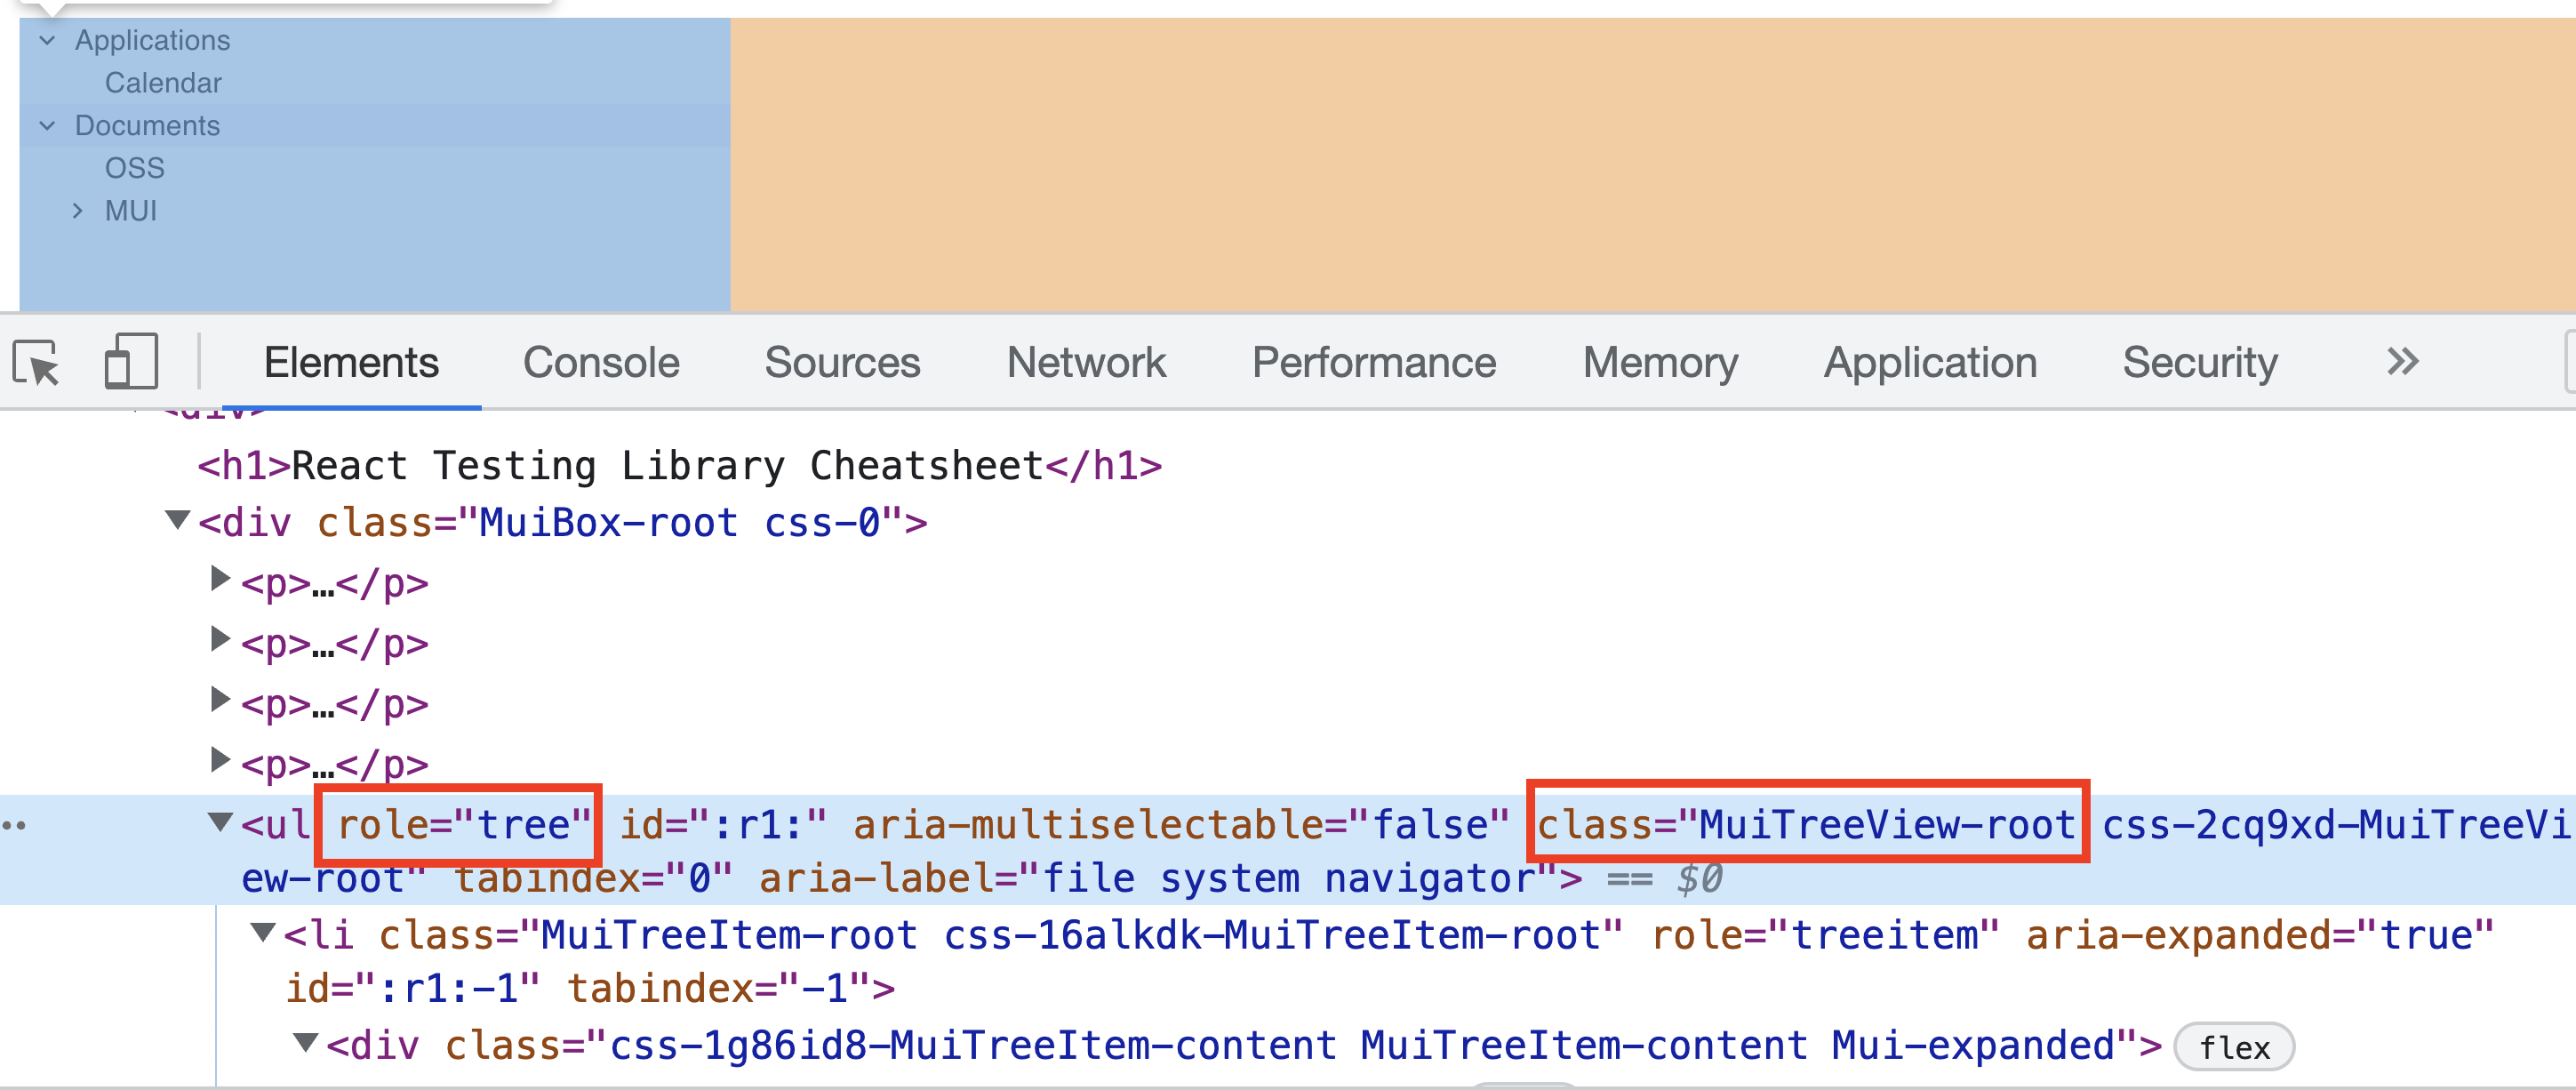 Applications
Calendar
Documents
OSS
MUI
Elements Console Sources Network Performance Memory Application Security
<div>
<h1>React Testing Library Cheatsheet</h1>
<div class="MuiBox-root css-0">
<p>…</p>
<p>…</p>
<p>…</p>
<p>…</p>
<ul role="tree" id=":r1:" aria-multiselectable="false" class="MuiTreeView-root css-2cq9xd-MuiTreeVi
ew-root" tabindex="0" aria-label="file system navigator"> == $0
<li class="MuiTreeItem-root css-16alkdk-MuiTreeItem-root" role="treeitem" aria-expanded="true"
id=":r1:-1" tabindex="-1">
<div class="css-1g86id8-MuiTreeItem-content MuiTreeItem-content Mui-expanded"> flex